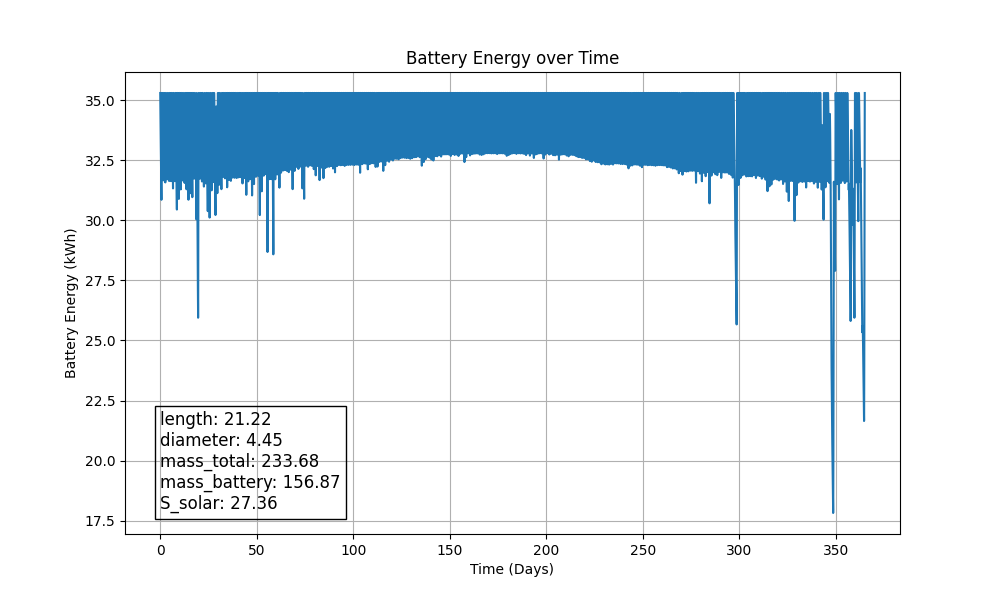 Battery Energy over Time
Battery Energy (kWh)
35.0
32.5
30.0
27.5
25.0
22.5
20.0
17.5
length: 21.22
diameter: 4.45
mass_total: 233.68
mass_battery: 156.87
S_solar: 27.36
0 50 100 150 200 250 300 350
Time (Days)